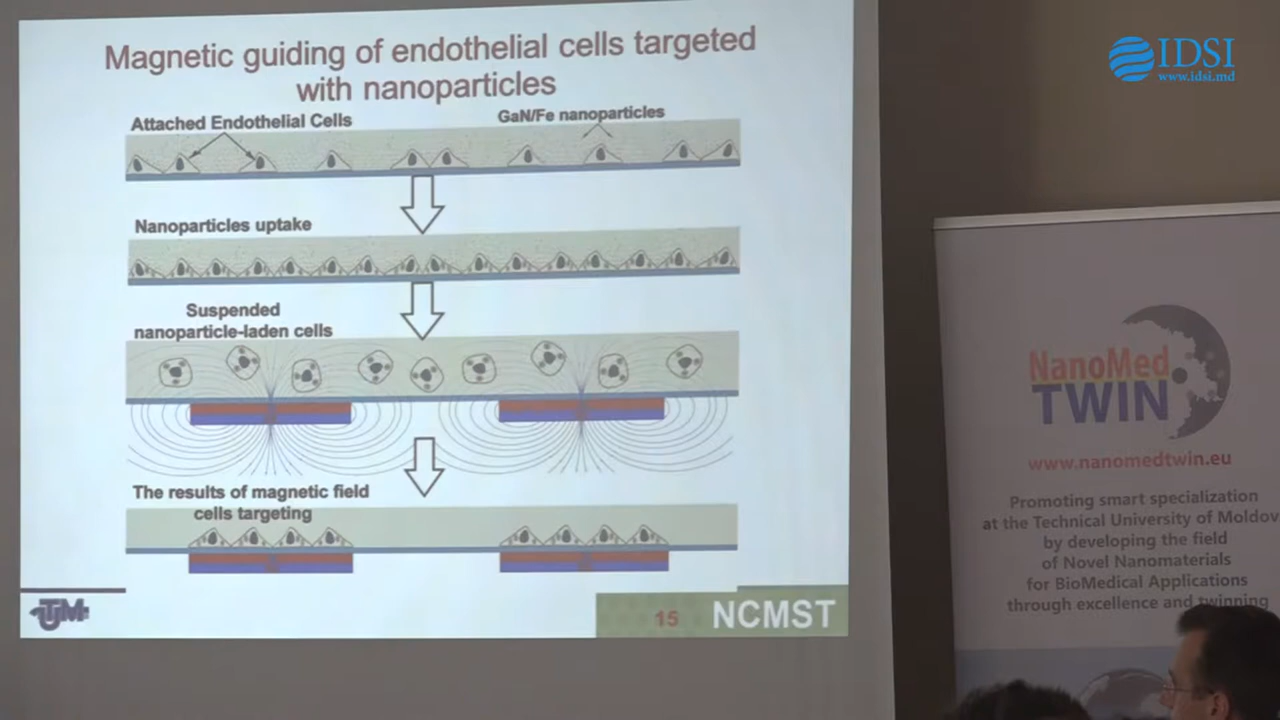 Magnetic guiding of endothelial cells targeted
with nanoparticles
Attached Endothelial Cells
GaN/Fe nanoparticles
Nanoparticles uptake
Suspended
nanoparticle-laden cells
The results of magnetic field
cells targeting
UTM
15
NCMST
IDSI
www.idsi.md
NanoMed
TWIN
www.nanomedtwin.eu
Promoting smart specialization
at the Technical University of Moldov
by developing the field
of Novel Nanomaterials
for BioMedical Applications
through excellence and twinning